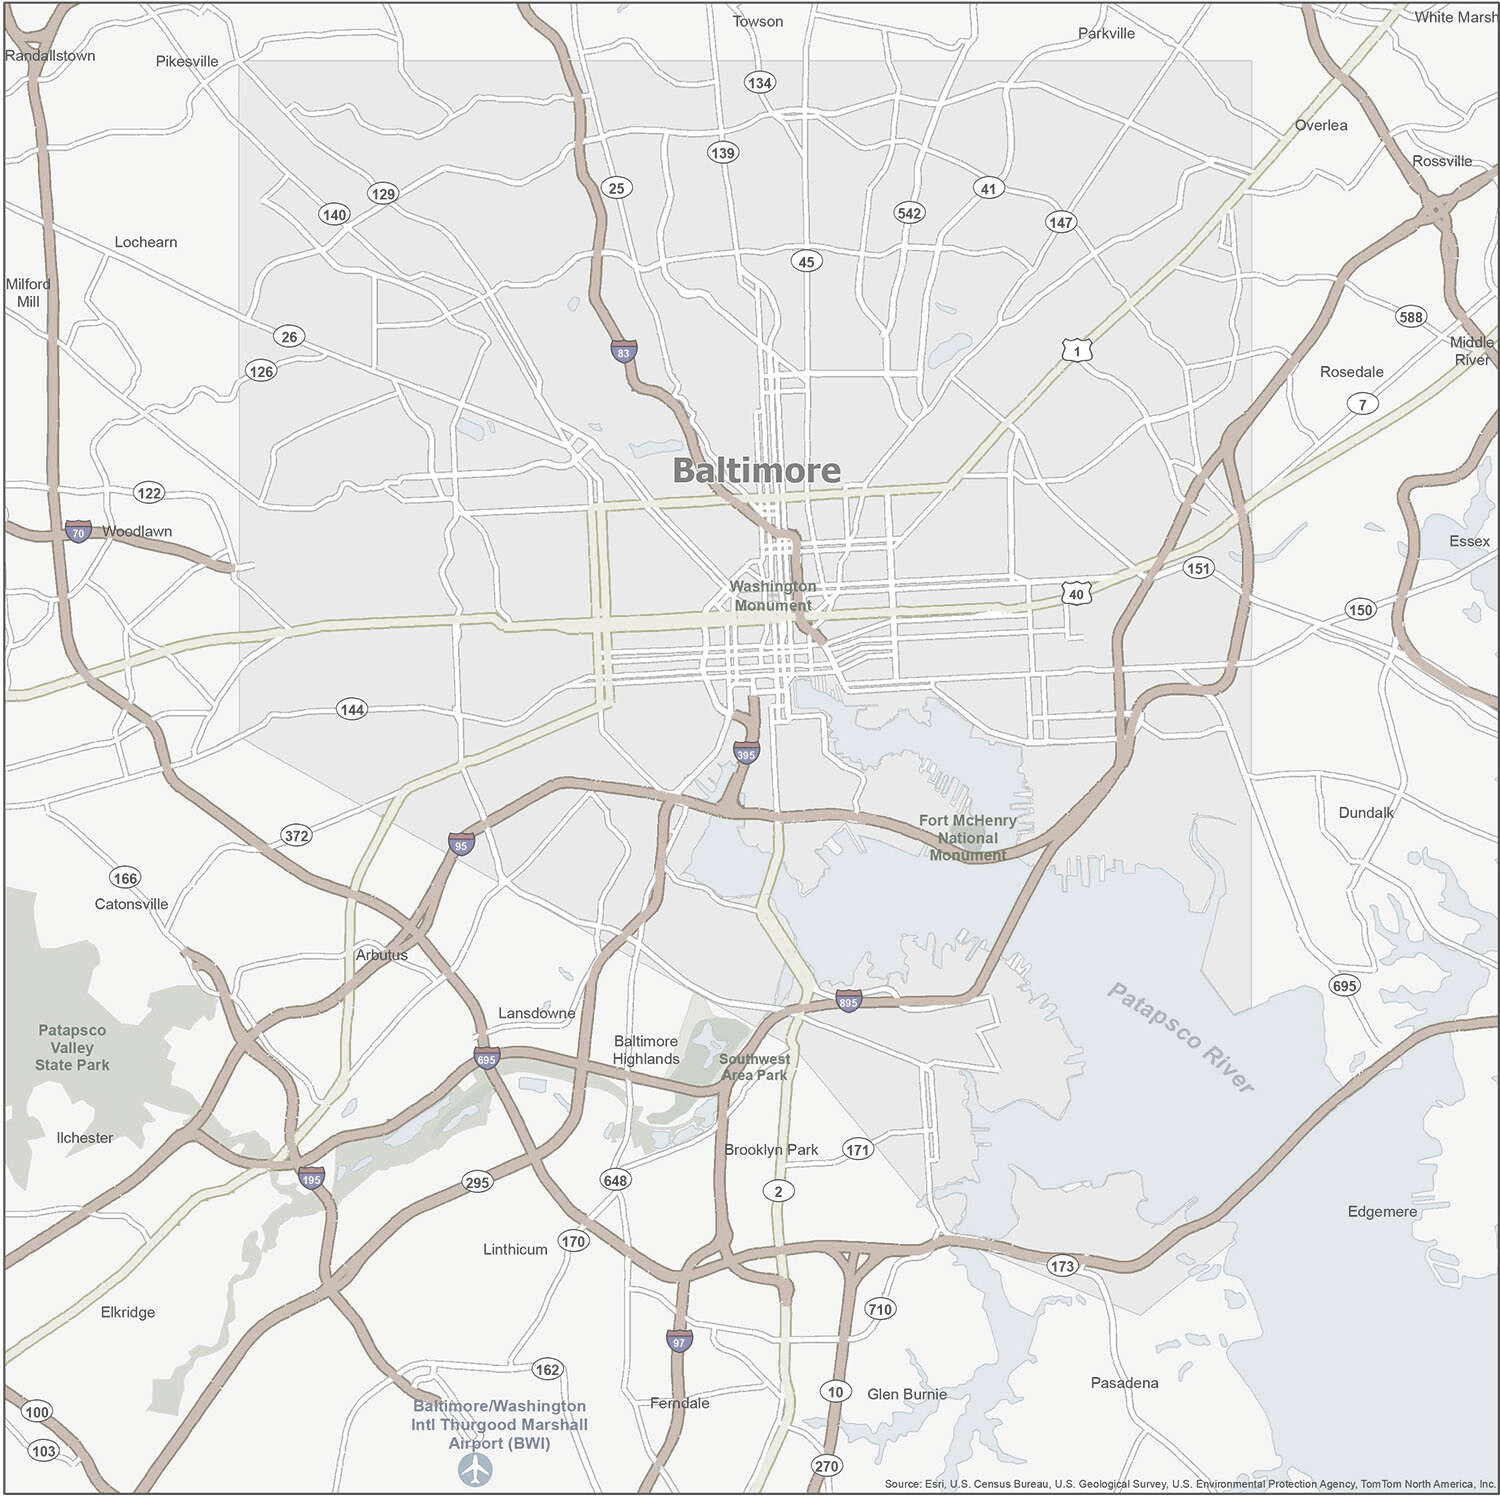 Towson
White Marsh
Parkville
Randallstown
Pikesville
134
Overlea
139
Rossville
129
25
41
140
542
147
Lochearn
45
Milford
Mill
588
26
83
1
Middle
River
126
Rosedale
7
Baltimore
122
70
Woodlawn
Essex
151
Washington
Monument
40
150
144
395
Fort McHenry
National
Monument
Dundalk
372
95
166
Catonsville
Arbutus
695
895
Patapsco River
Lansdowne
Patapsco
Valley
State Park
Baltimore
Highlands
695
Southwest
Area Park
Ilchester
Brooklyn Park
171
195
295
648
2
Edgemere
170
Linthicum
173
Elkridge
710
97
162
100
Baltimore/Washington
Intl Thurgood Marshall
Airport (BWI)
Ferndale
10
Glen Burnie
Pasadena
103
270
Source: Esri, U.S. Census Bureau, U.S. Geological Survey, U.S. Environmental Protection Agency, TomTom North America, Inc.